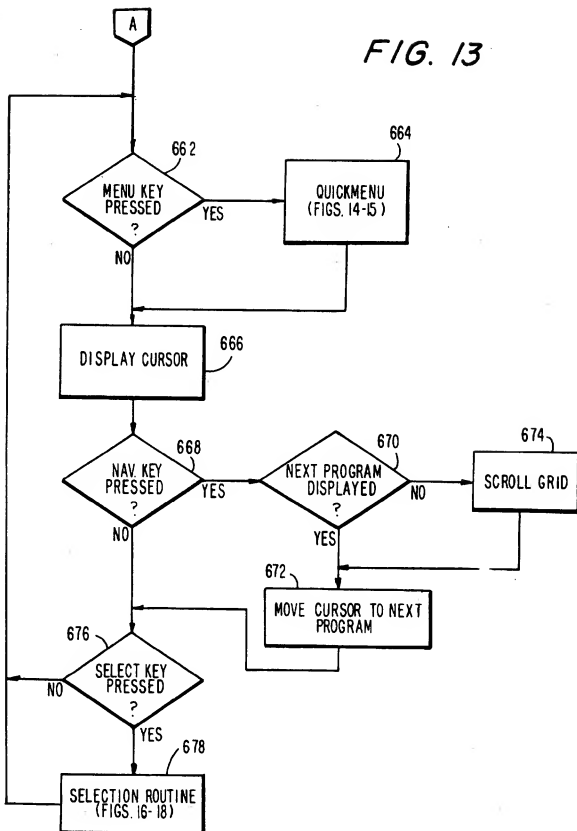 A
FIG. 13
662
MENU KEY
PRESSED
?
YES
NO
664
QUICKMENU
(FIGS. 14-15)
DISPLAY CURSOR
666
668
NAV. KEY
PRESSED
?
YES
NO
670
NEXT PROGRAM
DISPLAYED
?
NO
YES
674
SCROLL GRID
672
MOVE CURSOR TO NEXT
PROGRAM
676
SELECT KEY
PRESSED
?
NO
YES
678
SELECTION ROUTINE
(FIGS. 16-18)